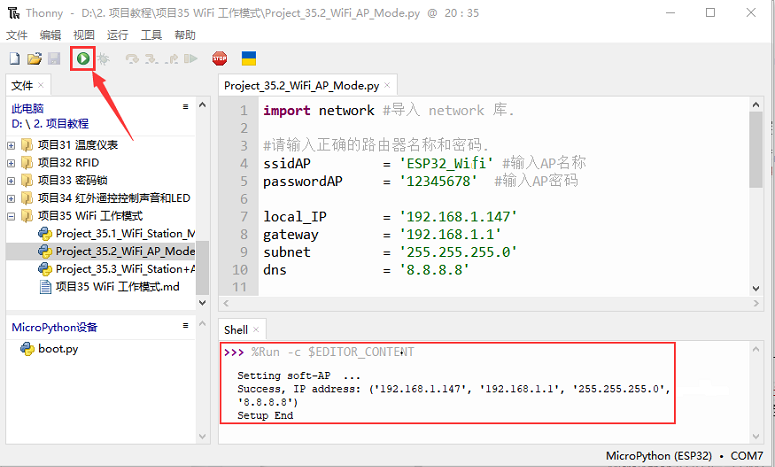 Thonny - D:\2. 项目教程\项目35 WiFi 工作模式\Project_35.2_WiFi_AP_Mode.py @ 20 : 35
文件 编辑 视图 运行 工具 帮助
STOP
文件 ×
此电脑
D: \ 2. 项目教程
项目31 温度仪表
项目32 RFID
项目33 密码锁
项目34 红外遥控控制声音和LED
项目35 WiFi 工作模式
Project_35.1_WiFi_Station_M
Project_35.2_WiFi_AP_Mode
Project_35.3_WiFi_Station+A
项目35 WiFi 工作模式.md
MicroPython设备
boot.py
Project_35.2_WiFi_AP_Mode.py ×
1 import network #导入 network 库.
2
3 #请输入正确的路由器名称和密码.
4 ssidAP = 'ESP32_Wifi' #输入AP名称
5 passwordAP = '12345678' #输入AP密码
6
7 local_IP = '192.168.1.147'
8 gateway = '192.168.1.1'
9 subnet = '255.255.255.0'
10 dns = '8.8.8.8'
11
Shell ×
>>> %Run -c $EDITOR_CONTENT
Setting soft-AP ...
Success, IP address: ('192.168.1.147', '192.168.1.1', '255.255.255.0',
'8.8.8.8')
Setup End
MicroPython (ESP32) • COM7